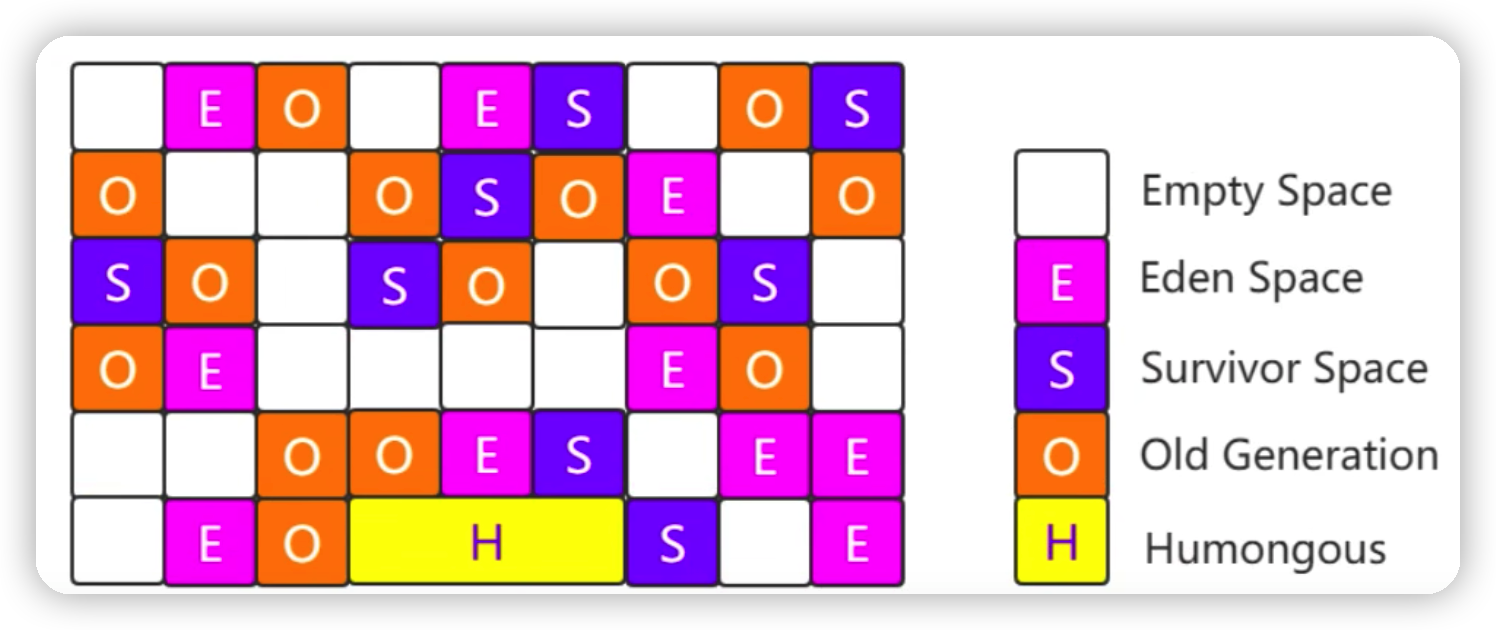 E O E S O S
O O S O E O
S O S O O S
O E E O
O O E S E E
E O H S E
Empty Space
E Eden Space
S Survivor Space
O Old Generation
H Humongous